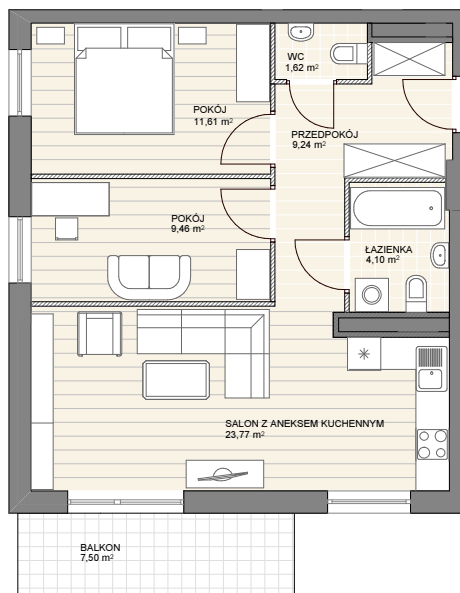 WC
1,62 m²
POKÓJ
11,61 m²
PRZEDPOKÓJ
9,24 m²
POKÓJ
9,46 m²
ŁAZIENKA
4,10 m²
SALON Z ANEKSEM KUCHENNYM
23,77 m²
BALKON
7,50 m²